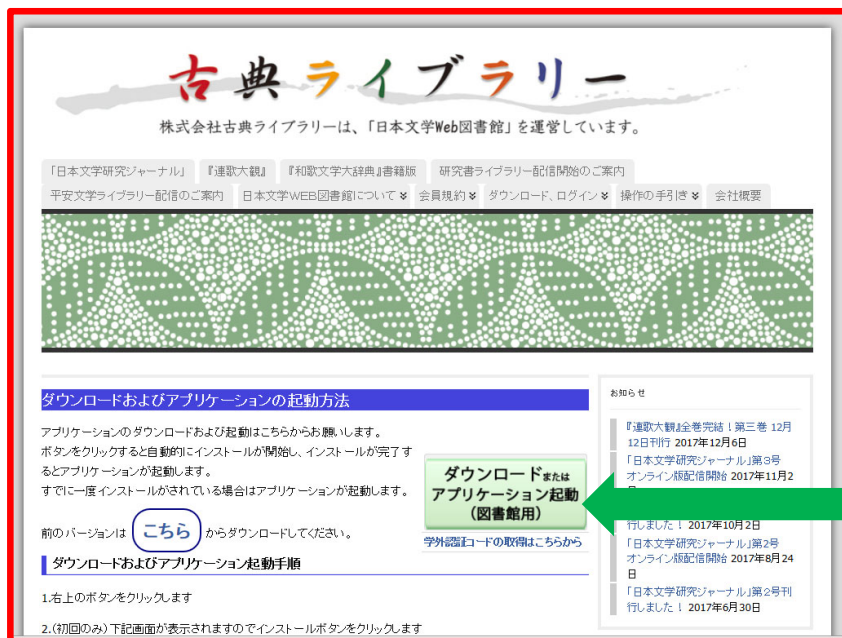 古典ライブラリー
株式会社古典ライブラリーは、「日本文学Web図書館」を運営しています。
「日本文学研究ジャーナル」 『連歌大観』 『和歌文学大辞典』書籍版 研究書ライブラリー配信開始のご案内
平安文学ライブラリー配信のご案内 日本文学WEB図書館について 会員規約 ダウンロード、ログイン 操作の手引き 会社概要
ダウンロードおよびアプリケーションの起動方法
アプリケーションのダウンロードおよび起動はこちらからお願いします。
ボタンをクリックすると自動的にインストールが開始し、インストールが完了す
るとアプリケーションが起動します。
すでに一度インストールがされている場合はアプリケーションが起動します。
前のバージョンは こちら からダウンロードしてください。
ダウンロードまたは
アプリケーション起動
(図書館用)
学外認証コードの取得はこちらから
ダウンロードおよびアプリケーション起動手順
1.右上のボタンをクリックします
2.(初回のみ)下記画面が表示されますのでインストールボタンをクリックします
お知らせ
『連歌大観』全巻完結！第三巻 12月
12日刊行 2017年12月6日
「日本文学研究ジャーナル」第3号
オンライン版配信開始 2017年11月2
行しました！ 2017年10月2日
「日本文学研究ジャーナル」第2号
オンライン版配信開始 2017年8月24
日
「日本文学研究ジャーナル」第2号刊
行しました！ 2017年6月30日